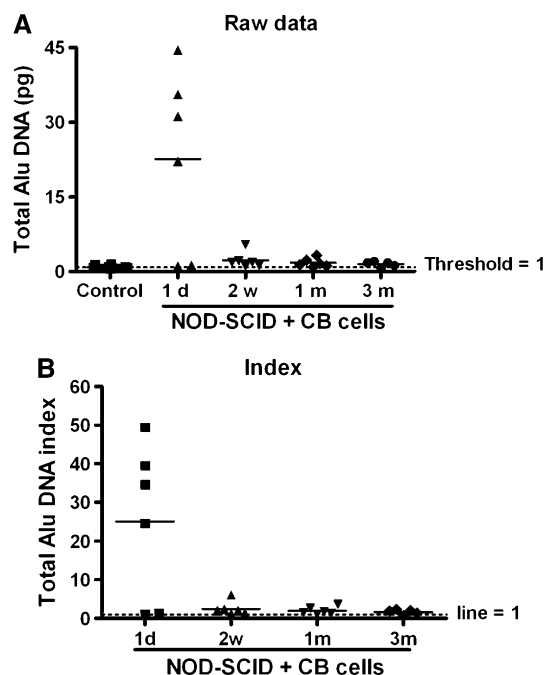 A
Raw data
Total Alu DNA (pg)
45
30
15
0
Threshold = 1
Control
1 d
2 w
1 m
3 m
NOD-SCID + CB cells
B
Index
Total Alu DNA index
60
50
40
30
20
10
0
line = 1
1d
2w
1m
3m
NOD-SCID + CB cells